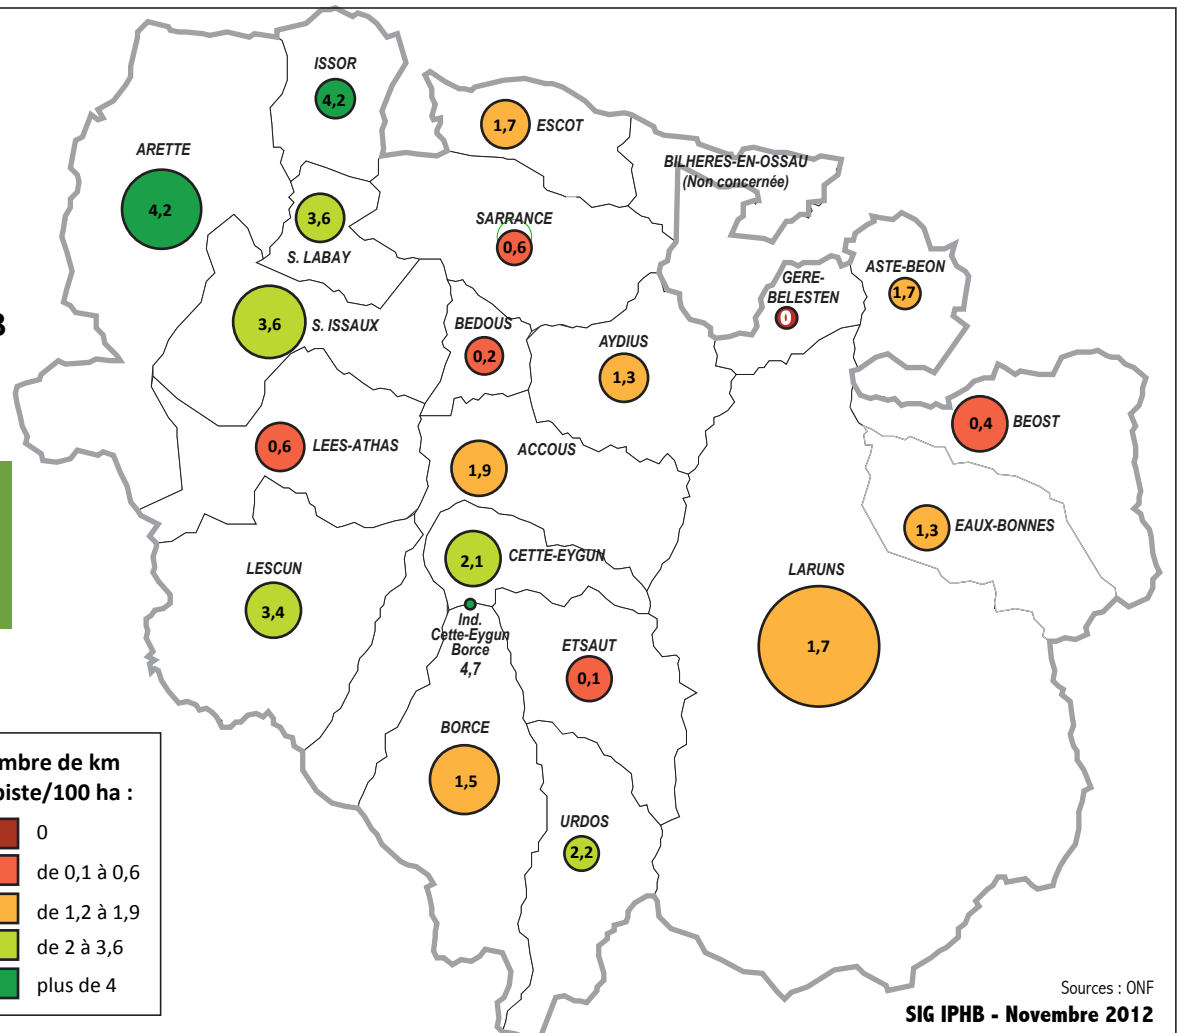 ISSOR
4,2
1,7
ESCOT
ARETTE
4,2
BILHERES-EN-OSSAU
(Non concernée)
3,6
S. LABAY
SARRANCE
0,6
ASTE-BEON
1,7
GERE-
BELESTEN
0
3,6
S. ISSAUX
BEDOUS
0,2
AYDIUS
1,3
0,4
BEOST
0,6
LEES-ATHAS
ACCOUS
1,9
1,3
EAUX-BONNES
2,1
CETTE-EYGUN
LESCUN
3,4
LARUNS
1,7
Ind.
Cette-Eygun
Borce
4,7
ETSAUT
0,1
BORCE
1,5
URDOS
2,2
mbre de km
piste/100 ha :
0
de 0,1 à 0,6
de 1,2 à 1,9
de 2 à 3,6
plus de 4
Sources : ONF
SIG IPHB - Novembre 2012